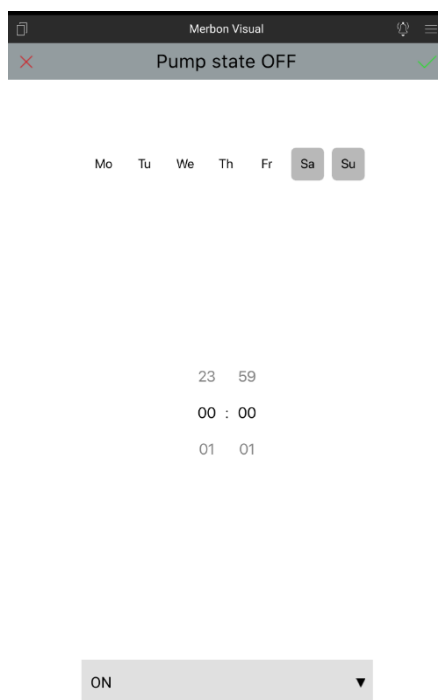 Merbon Visual
Pump state OFF
Mo Tu We Th Fr Sa Su
23 59
00 : 00
01 01
ON